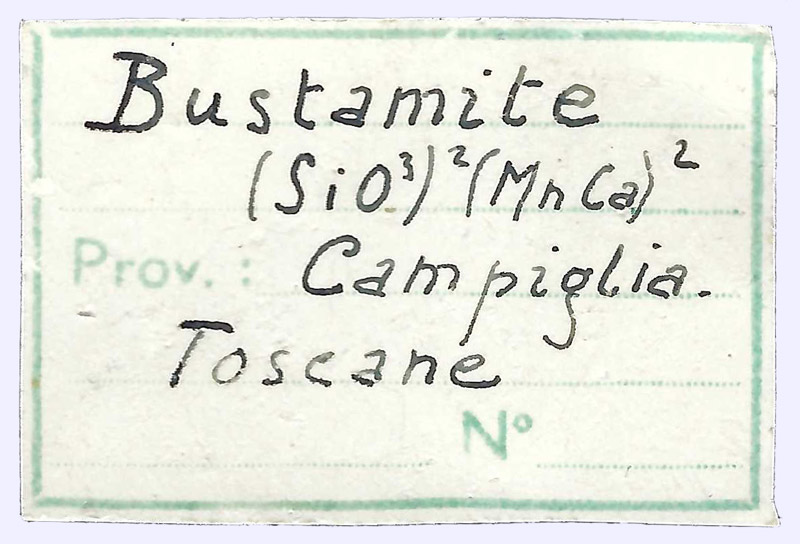 Bustamite
(SiO³)²(MnCa)²
Prov. : Campiglia.
Toscane
N°